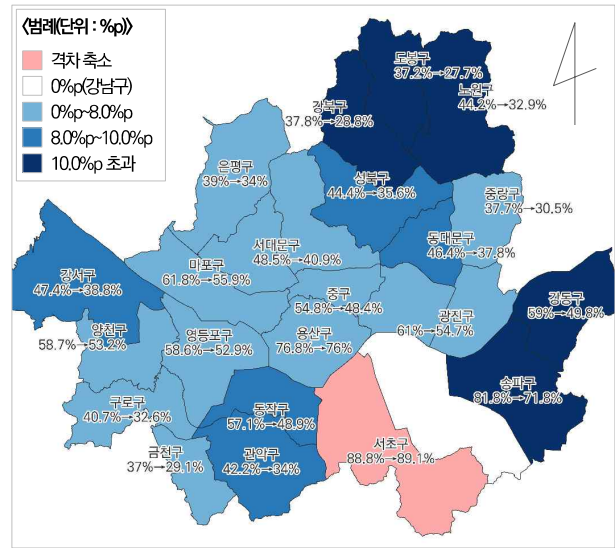 〈범례(단위 : %p)〉
격차 축소
0%p(강남구)
0%p~8.0%p
8.0%p~10.0%p
10.0%p 초과
도봉구
37.2%→27.7%
노원구
44.2%→32.9%
강북구
37.8%→28.8%
은평구
39%→34%
성북구
44.4%→35.6%
중랑구
37.7%→30.5%
서대문구
48.5%→40.9%
동대문구
46.4%→37.8%
마포구
61.8%→55.9%
강서구
47.4%→38.8%
중구
54.8%→48.4%
강동구
59%→49.8%
양천구
58.7%→53.2%
영등포구
58.6%→52.9%
용산구
76.8%→76%
광진구
61%→54.7%
송파구
81.8%→71.8%
구로구
40.7%→32.6%
동작구
57.1%→48.9%
서초구
88.8%→89.1%
금천구
37%→29.1%
관악구
42.2%→34%